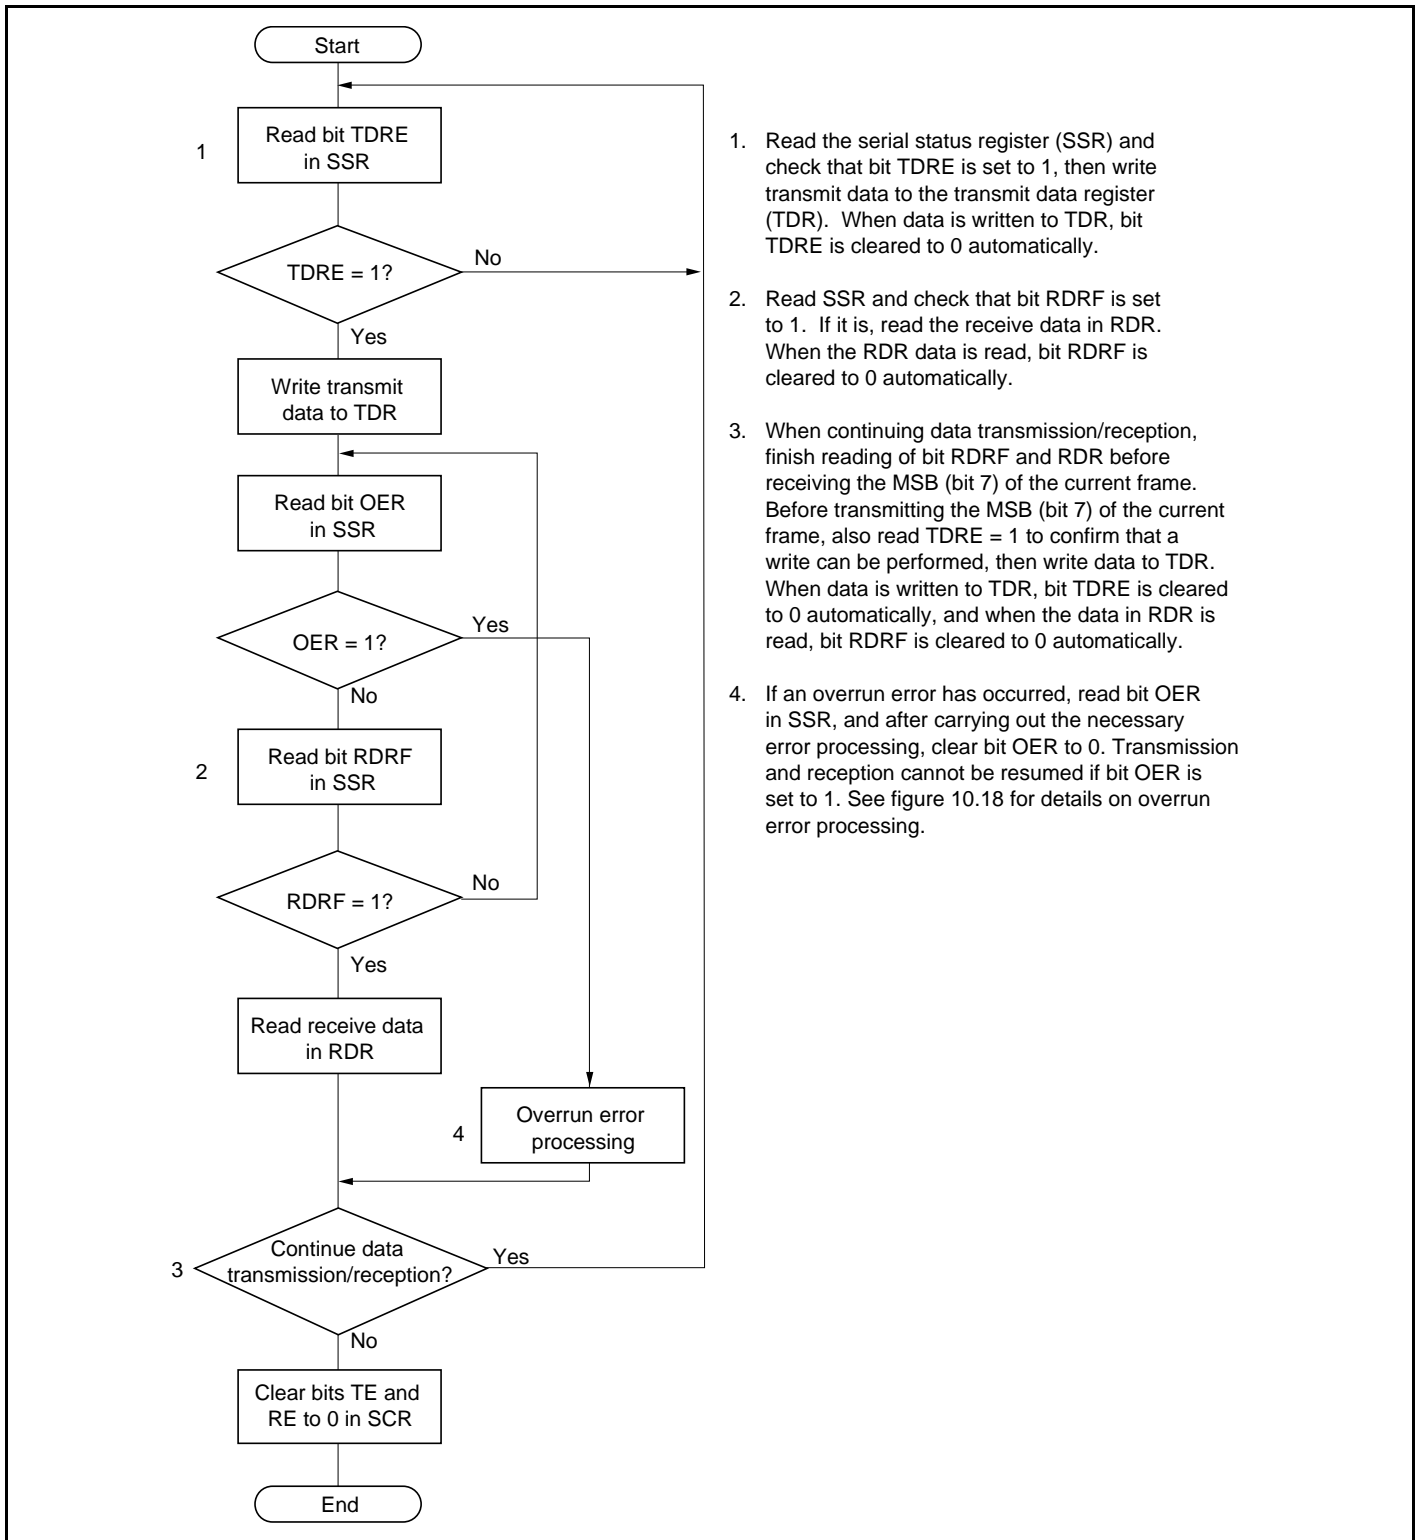 Start
1
Read bit TDRE
in SSR
TDRE = 1?
No
Yes
Write transmit
data to TDR
Read bit OER
in SSR
OER = 1?
Yes
No
2
Read bit RDRF
in SSR
RDRF = 1?
No
Yes
Read receive data
in RDR
4
Overrun error
processing
3
Continue data
transmission/reception?
Yes
No
Clear bits TE and
RE to 0 in SCR
End
1. Read the serial status register (SSR) and
check that bit TDRE is set to 1, then write
transmit data to the transmit data register
(TDR). When data is written to TDR, bit
TDRE is cleared to 0 automatically.
2. Read SSR and check that bit RDRF is set
to 1. If it is, read the receive data in RDR.
When the RDR data is read, bit RDRF is
cleared to 0 automatically.
3. When continuing data transmission/reception,
finish reading of bit RDRF and RDR before
receiving the MSB (bit 7) of the current frame.
Before transmitting the MSB (bit 7) of the current
frame, also read TDRE = 1 to confirm that a
write can be performed, then write data to TDR.
When data is written to TDR, bit TDRE is cleared
to 0 automatically, and when the data in RDR is
read, bit RDRF is cleared to 0 automatically.
4. If an overrun error has occurred, read bit OER
in SSR, and after carrying out the necessary
error processing, clear bit OER to 0. Transmission
and reception cannot be resumed if bit OER is
set to 1. See figure 10.18 for details on overrun
error processing.